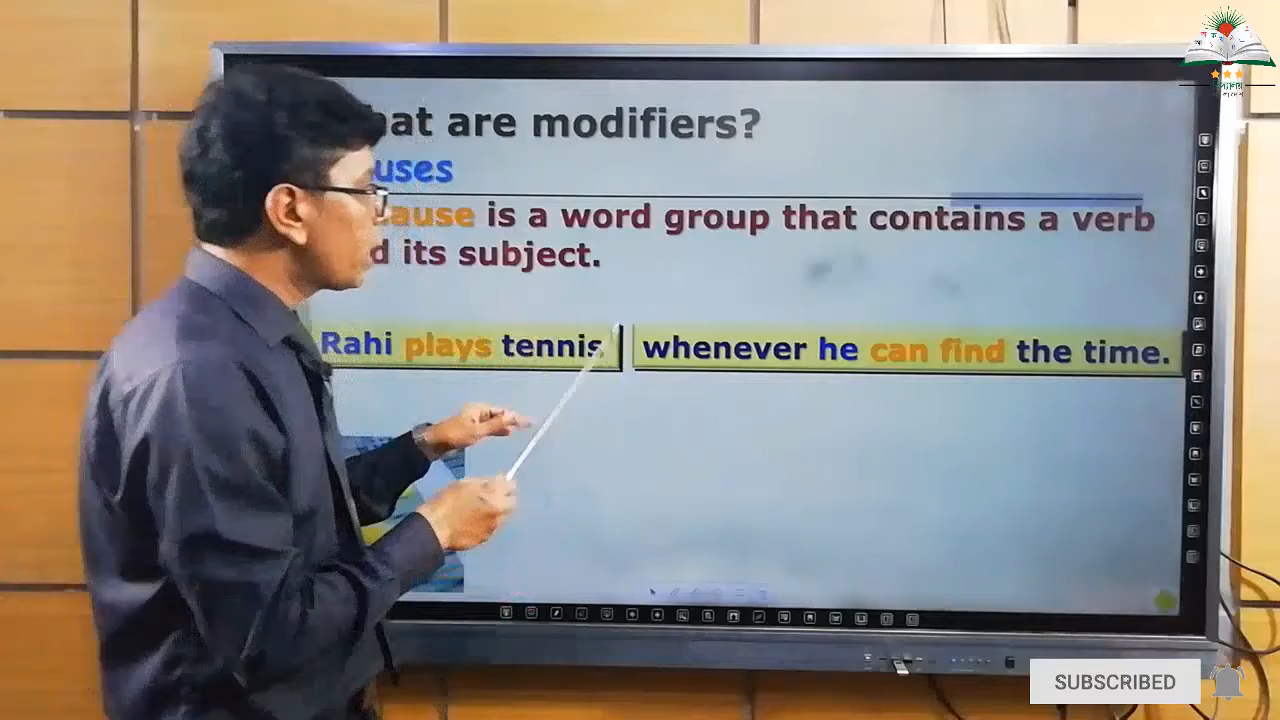 hat are modifiers?
uses
ause is a word group that contains a verb
d its subject.
Rahi plays tennis whenever he can find the time.
SUBSCRIBED